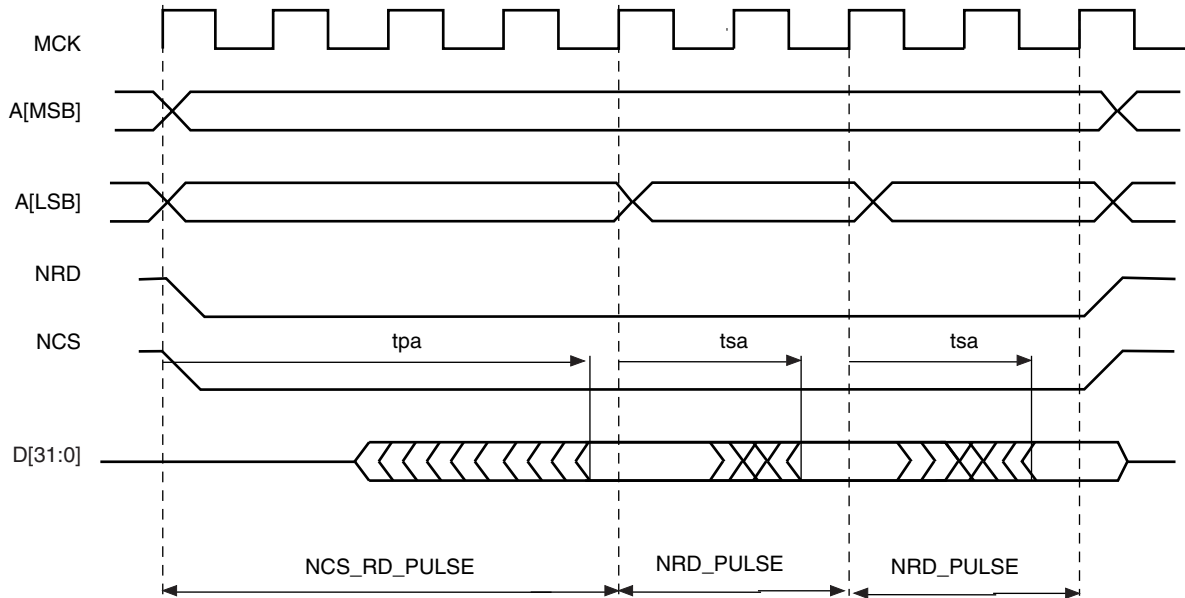 MCK
A[MSB]
A[LSB]
NRD
NCS
tpa
tsa
tsa
D[31:0]
NCS_RD_PULSE
NRD_PULSE
NRD_PULSE